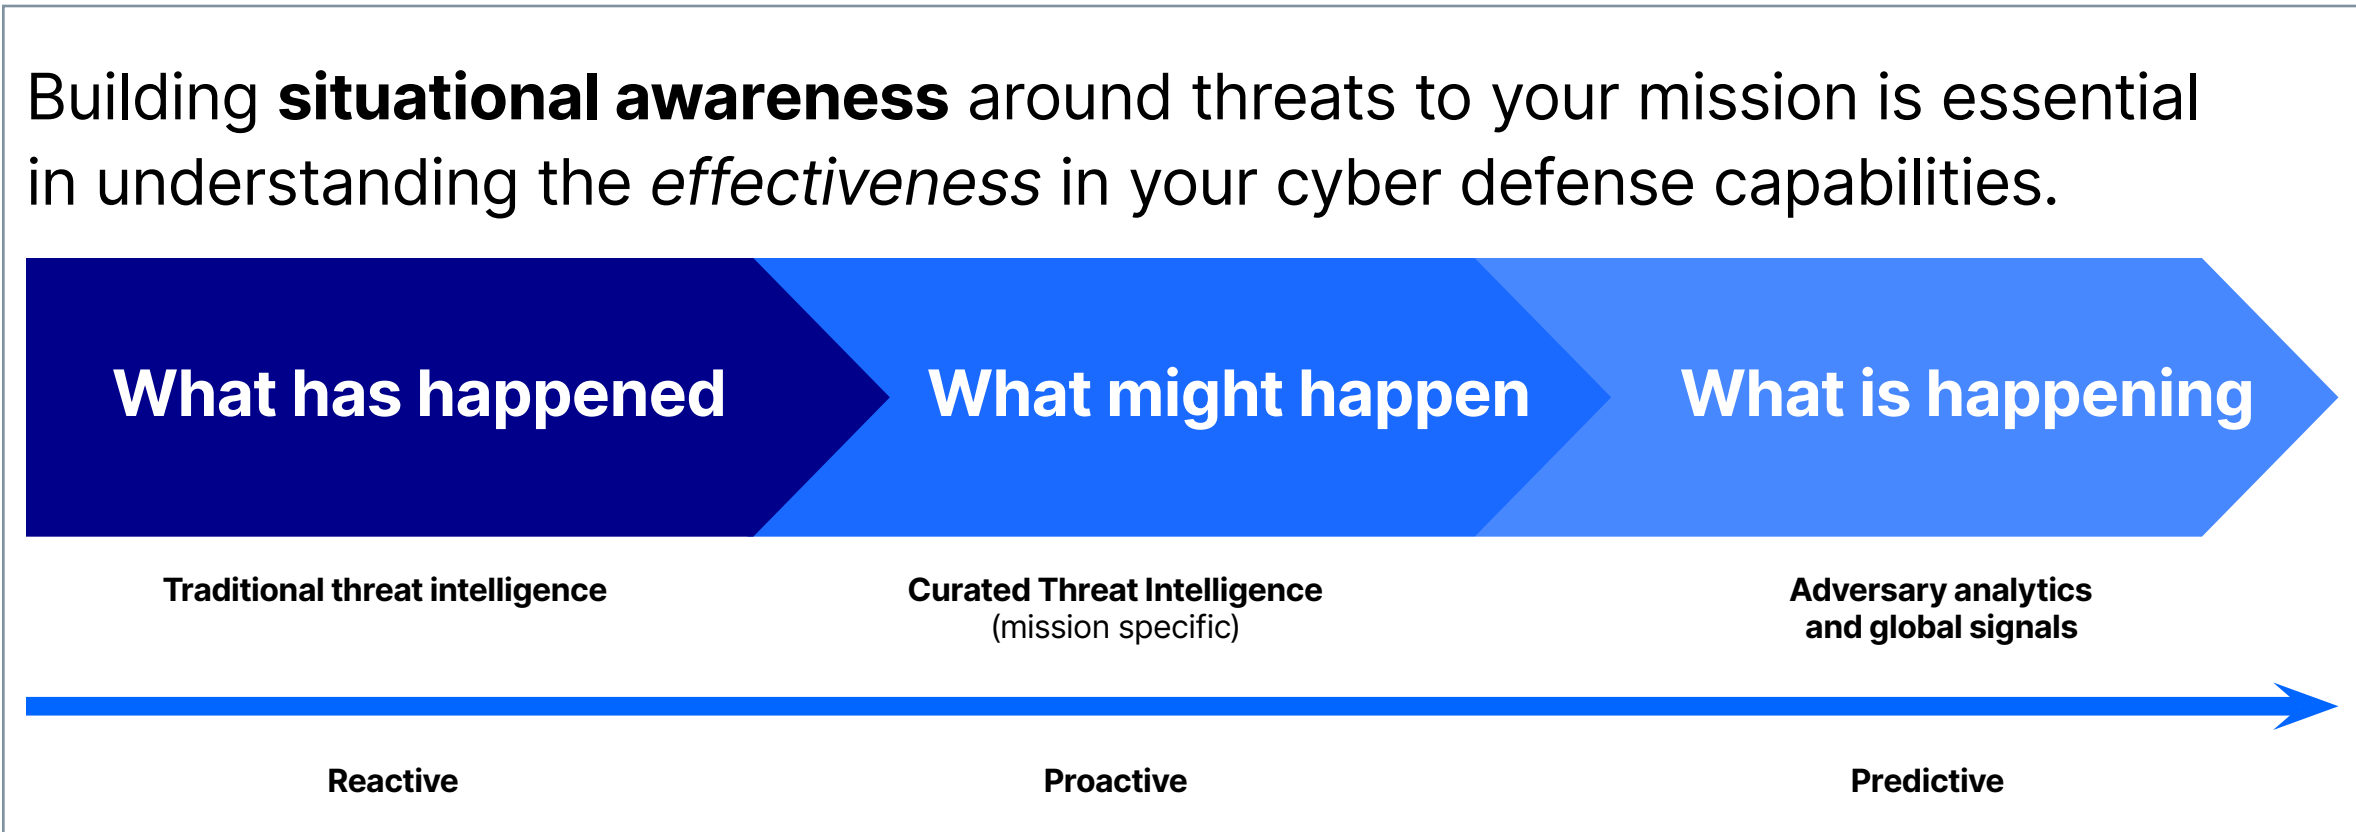 Building situational awareness around threats to your mission is essential
in understanding the effectiveness in your cyber defense capabilities.
What has happened
What might happen
What is happening
Traditional threat intelligence
Curated Threat Intelligence
(mission specific)
Adversary analytics
and global signals
Reactive
Proactive
Predictive